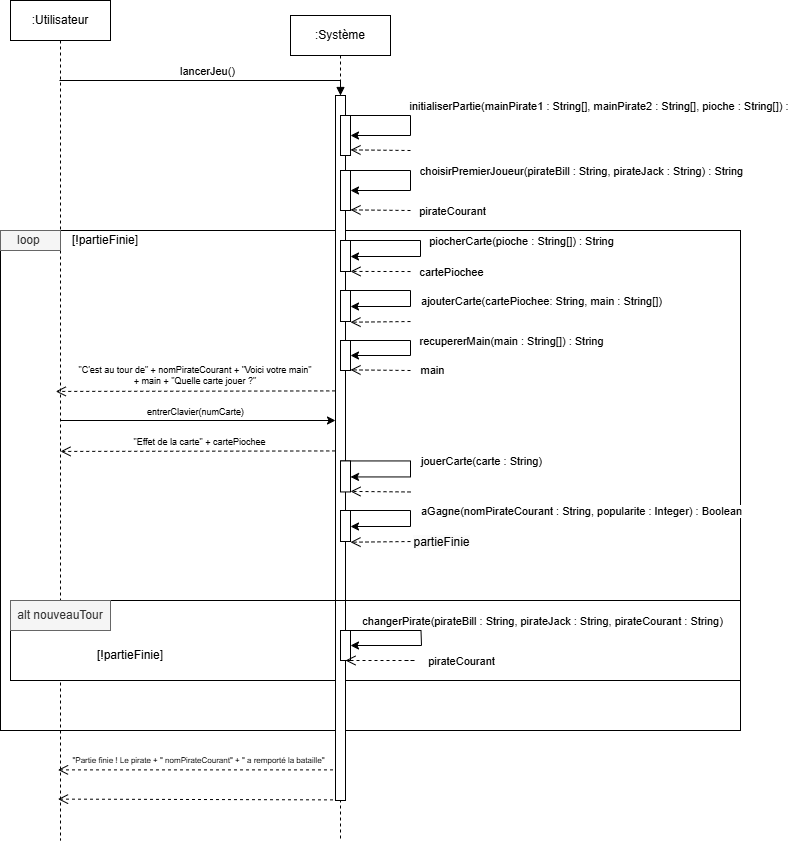 :Utilisateur
:Système
lancerJeu()
initialiserPartie(mainPirate1 : String[], mainPirate2 : String[], pioche : String[]) :
choisirPremierJoueur(pirateBill : String, pirateJack : String) : String
pirateCourant
loop
[!partieFinie]
piocherCarte(pioche : String[]) : String
cartePiochee
ajouterCarte(cartePiochee: String, main : String[])
recupererMain(main : String[]) : String
main
"C'est au tour de" + nomPirateCourant + "Voici votre main"
+ main + "Quelle carte jouer ?"
entrerClavier(numCarte)
"Effet de la carte" + cartePiochee
jouerCarte(carte : String)
aGagne(nomPirateCourant : String, popularite : Integer) : Boolean
partieFinie
alt nouveauTour
changerPirate(pirateBill : String, pirateJack : String, pirateCourant : String)
[!partieFinie]
pirateCourant
"Partie finie ! Le pirate + " nomPirateCourant" + " a remporté la bataille"